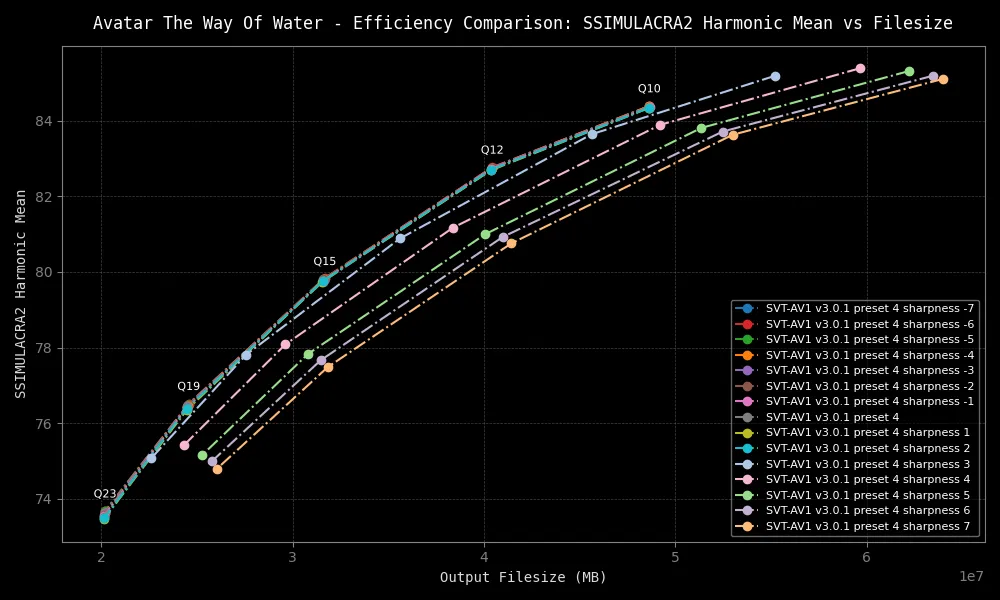 Avatar The Way Of Water - Efficiency Comparison: SSIMULACRA2 Harmonic Mean vs Filesize
SSIMULACRA2 Harmonic Mean
84
82
80
78
76
74
Q10
Q12
Q15
Q19
Q23
SVT-AV1 v3.0.1 preset 4 sharpness -7
SVT-AV1 v3.0.1 preset 4 sharpness -6
SVT-AV1 v3.0.1 preset 4 sharpness -5
SVT-AV1 v3.0.1 preset 4 sharpness -4
SVT-AV1 v3.0.1 preset 4 sharpness -3
SVT-AV1 v3.0.1 preset 4 sharpness -2
SVT-AV1 v3.0.1 preset 4 sharpness -1
SVT-AV1 v3.0.1 preset 4
SVT-AV1 v3.0.1 preset 4 sharpness 1
SVT-AV1 v3.0.1 preset 4 sharpness 2
SVT-AV1 v3.0.1 preset 4 sharpness 3
SVT-AV1 v3.0.1 preset 4 sharpness 4
SVT-AV1 v3.0.1 preset 4 sharpness 5
SVT-AV1 v3.0.1 preset 4 sharpness 6
SVT-AV1 v3.0.1 preset 4 sharpness 7
2 3 4 5 6
1e7
Output Filesize (MB)